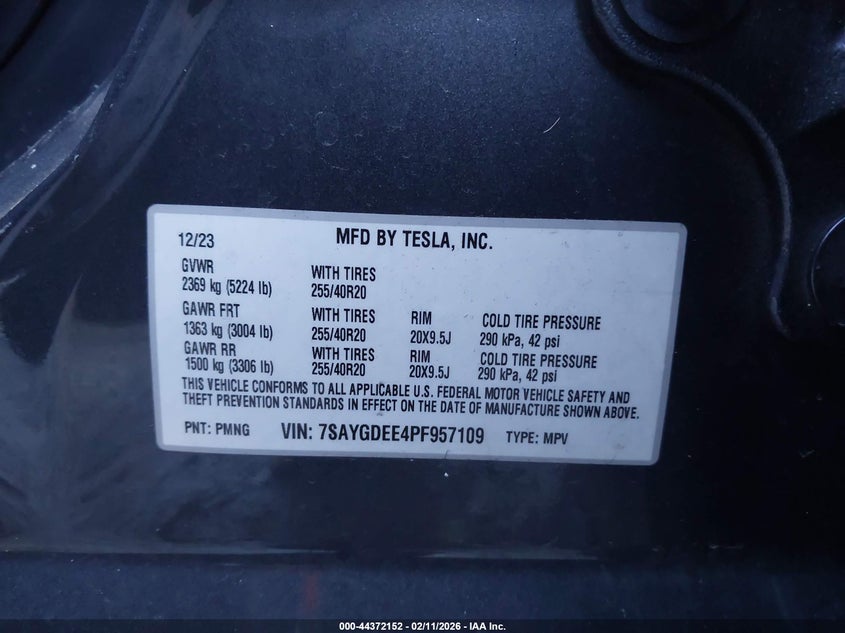 12/23 MFD BY TESLA, INC.
GVWR WITH TIRES
2369 kg (5224 lb) 255/40R20
GAWR FRT WITH TIRES RIM COLD TIRE PRESSURE
1363 kg (3004 lb) 255/40R20 20X9.5J 290 kPa, 42 psi
GAWR RR WITH TIRES RIM COLD TIRE PRESSURE
1500 kg (3306 lb) 255/40R20 20X9.5J 290 kPa, 42 psi
THIS VEHICLE CONFORMS TO ALL APPLICABLE U.S. FEDERAL MOTOR VEHICLE SAFETY AND
THEFT PREVENTION STANDARDS IN EFFECT ON THE DATE OF MANUFACTURE SHOWN ABOVE.
PNT: PMNG VIN: 7SAYGDEE4PF957109 TYPE: MPV
000-44372152 - 02/11/2026 - IAA Inc.